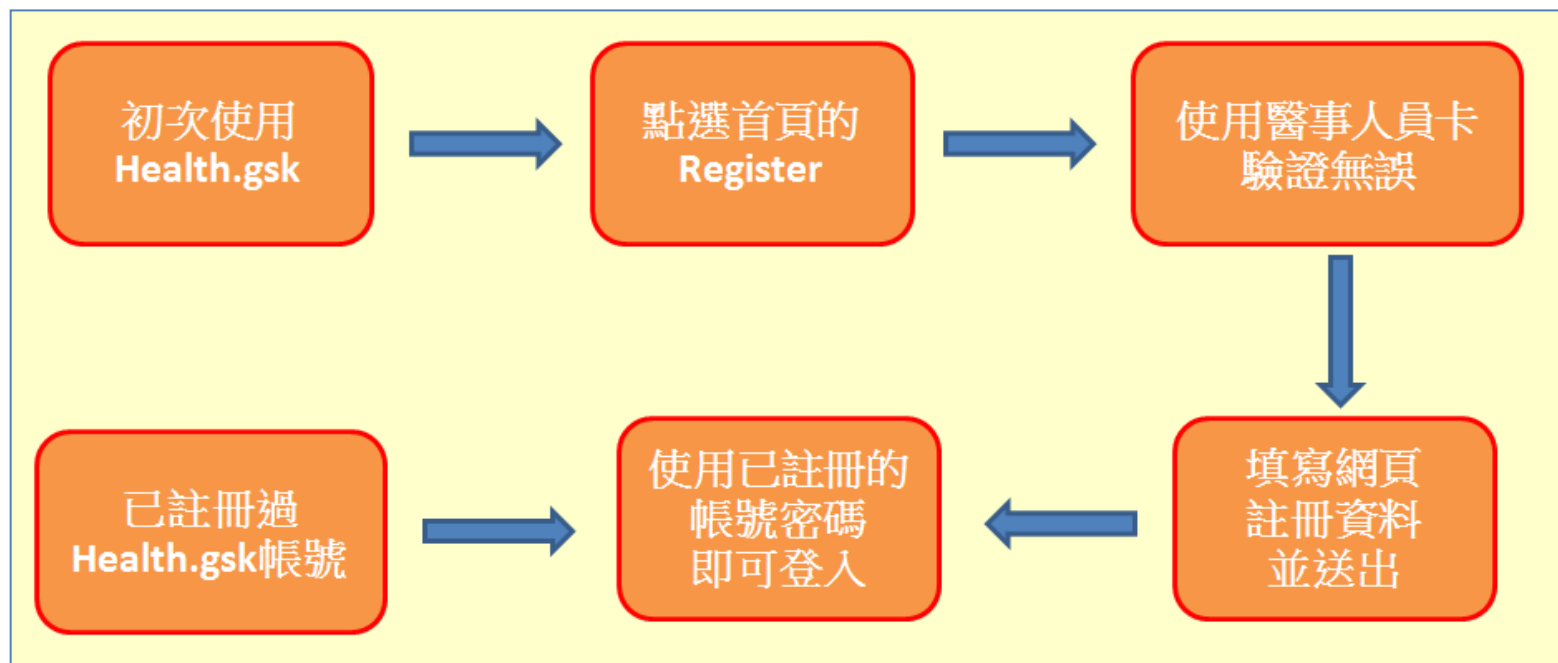 初次使用
Health.gsk
點選首頁的
Register
使用醫事人員卡
驗證無誤
填寫網頁
註冊資料
並送出
已註冊過
Health.gsk帳號
使用已註冊的
帳號密碼
即可登入